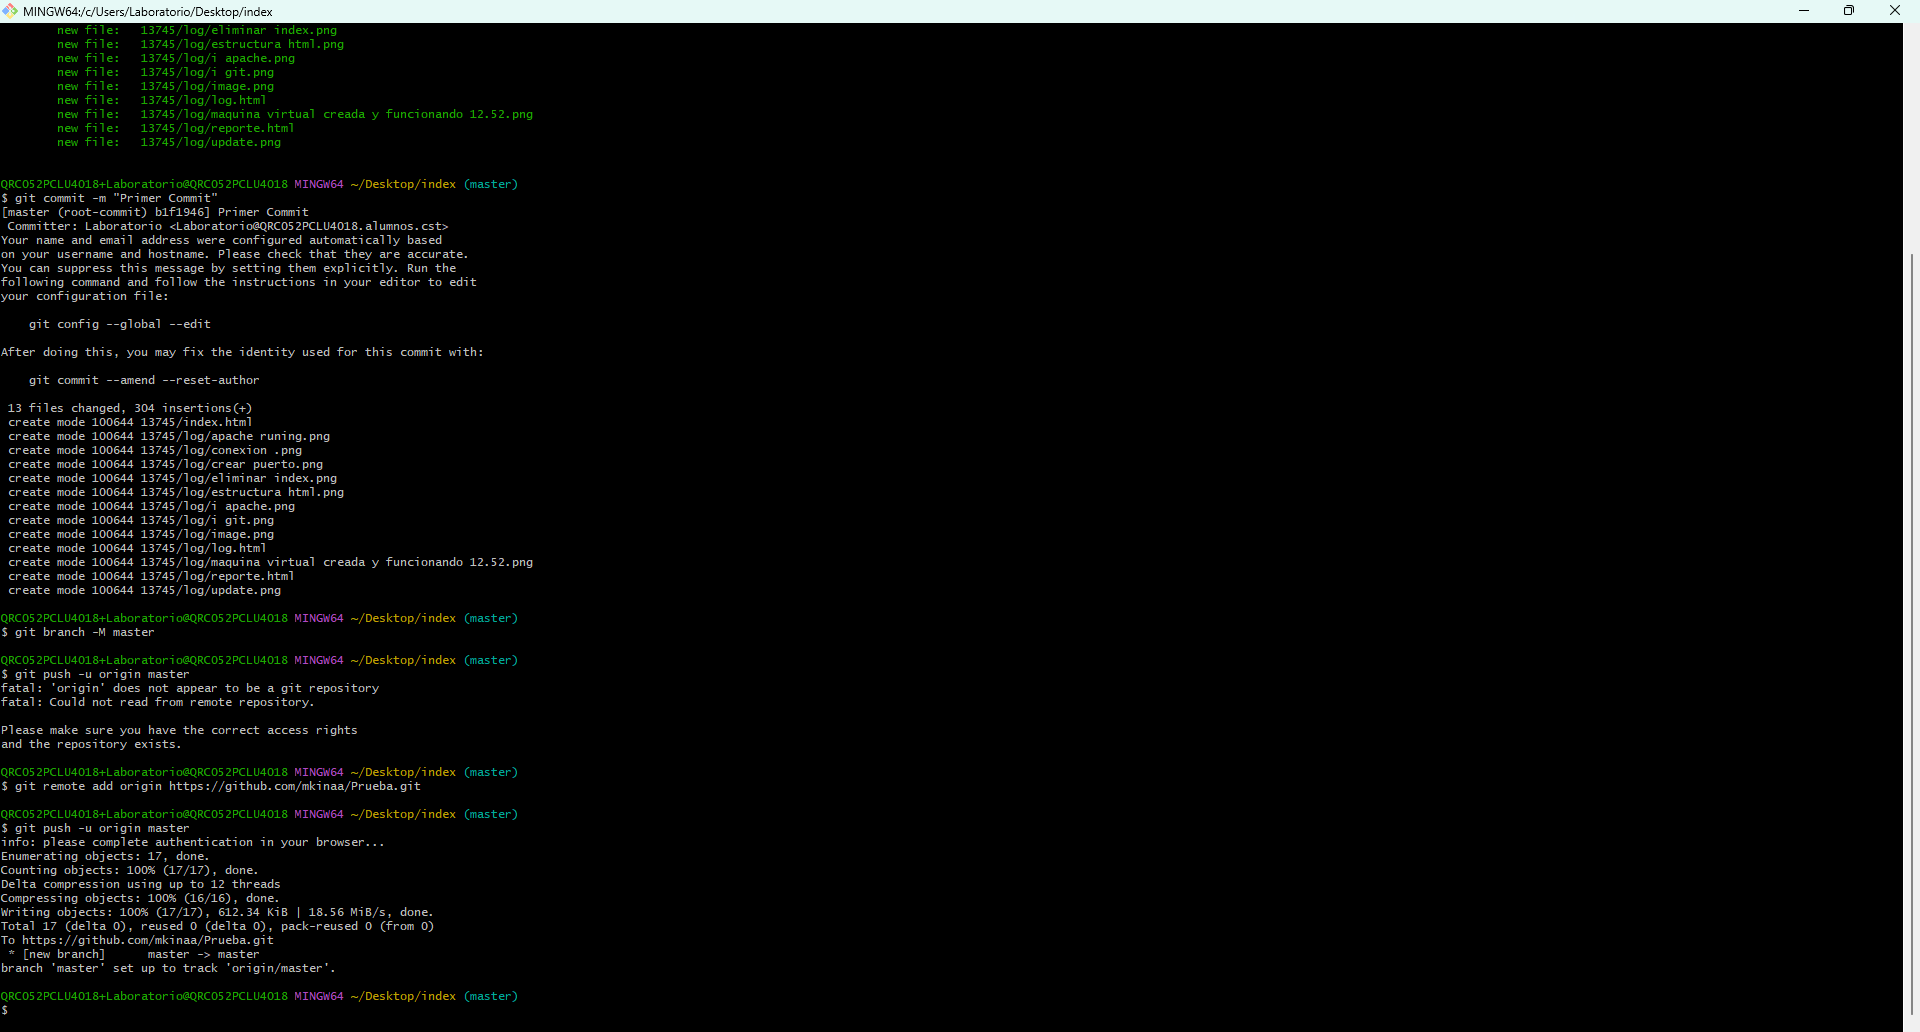 MINGW64:/c/Users/Laboratorio/Desktop/index
new file:   13745/log/eliminar index.png
new file:   13745/log/estructura html.png
new file:   13745/log/i apache.png
new file:   13745/log/i git.png
new file:   13745/log/image.png
new file:   13745/log/log.html
new file:   13745/log/maquina virtual creada y funcionando 12.52.png
new file:   13745/log/reporte.html
new file:   13745/log/update.png
QRC052PCLU4018+Laboratorio@QRC052PCLU4018 MINGW64 ~/Desktop/index (master)
$ git commit -m "Primer Commit"
[master (root-commit) b1f1946] Primer Commit
Committer: Laboratorio <Laboratorio@QRC052PCLU4018.alumnos.cst>
Your name and email address were configured automatically based
on your username and hostname. Please check that they are accurate.
You can suppress this message by setting them explicitly. Run the
following command and follow the instructions in your editor to edit
your configuration file:
git config --global --edit
After doing this, you may fix the identity used for this commit with:
git commit --amend --reset-author
13 files changed, 304 insertions(+)
create mode 100644 13745/index.html
create mode 100644 13745/log/apache runing.png
create mode 100644 13745/log/conexion .png
create mode 100644 13745/log/crear puerto.png
create mode 100644 13745/log/eliminar index.png
create mode 100644 13745/log/estructura html.png
create mode 100644 13745/log/i apache.png
create mode 100644 13745/log/i git.png
create mode 100644 13745/log/image.png
create mode 100644 13745/log/log.html
create mode 100644 13745/log/maquina virtual creada y funcionando 12.52.png
create mode 100644 13745/log/reporte.html
create mode 100644 13745/log/update.png
QRC052PCLU4018+Laboratorio@QRC052PCLU4018 MINGW64 ~/Desktop/index (master)
$ git branch -M master
QRC052PCLU4018+Laboratorio@QRC052PCLU4018 MINGW64 ~/Desktop/index (master)
$ git push -u origin master
fatal: 'origin' does not appear to be a git repository
fatal: Could not read from remote repository.
Please make sure you have the correct access rights
and the repository exists.
QRC052PCLU4018+Laboratorio@QRC052PCLU4018 MINGW64 ~/Desktop/index (master)
$ git remote add origin https://github.com/mkinaa/Prueba.git
QRC052PCLU4018+Laboratorio@QRC052PCLU4018 MINGW64 ~/Desktop/index (master)
$ git push -u origin master
info: please complete authentication in your browser...
Enumerating objects: 17, done.
Counting objects: 100% (17/17), done.
Delta compression using up to 12 threads
Compressing objects: 100% (16/16), done.
Writing objects: 100% (17/17), 612.34 KiB | 18.56 MiB/s, done.
Total 17 (delta 0), reused 0 (delta 0), pack-reused 0 (from 0)
To https://github.com/mkinaa/Prueba.git
* [new branch]      master -> master
branch 'master' set up to track 'origin/master'.
QRC052PCLU4018+Laboratorio@QRC052PCLU4018 MINGW64 ~/Desktop/index (master)
$